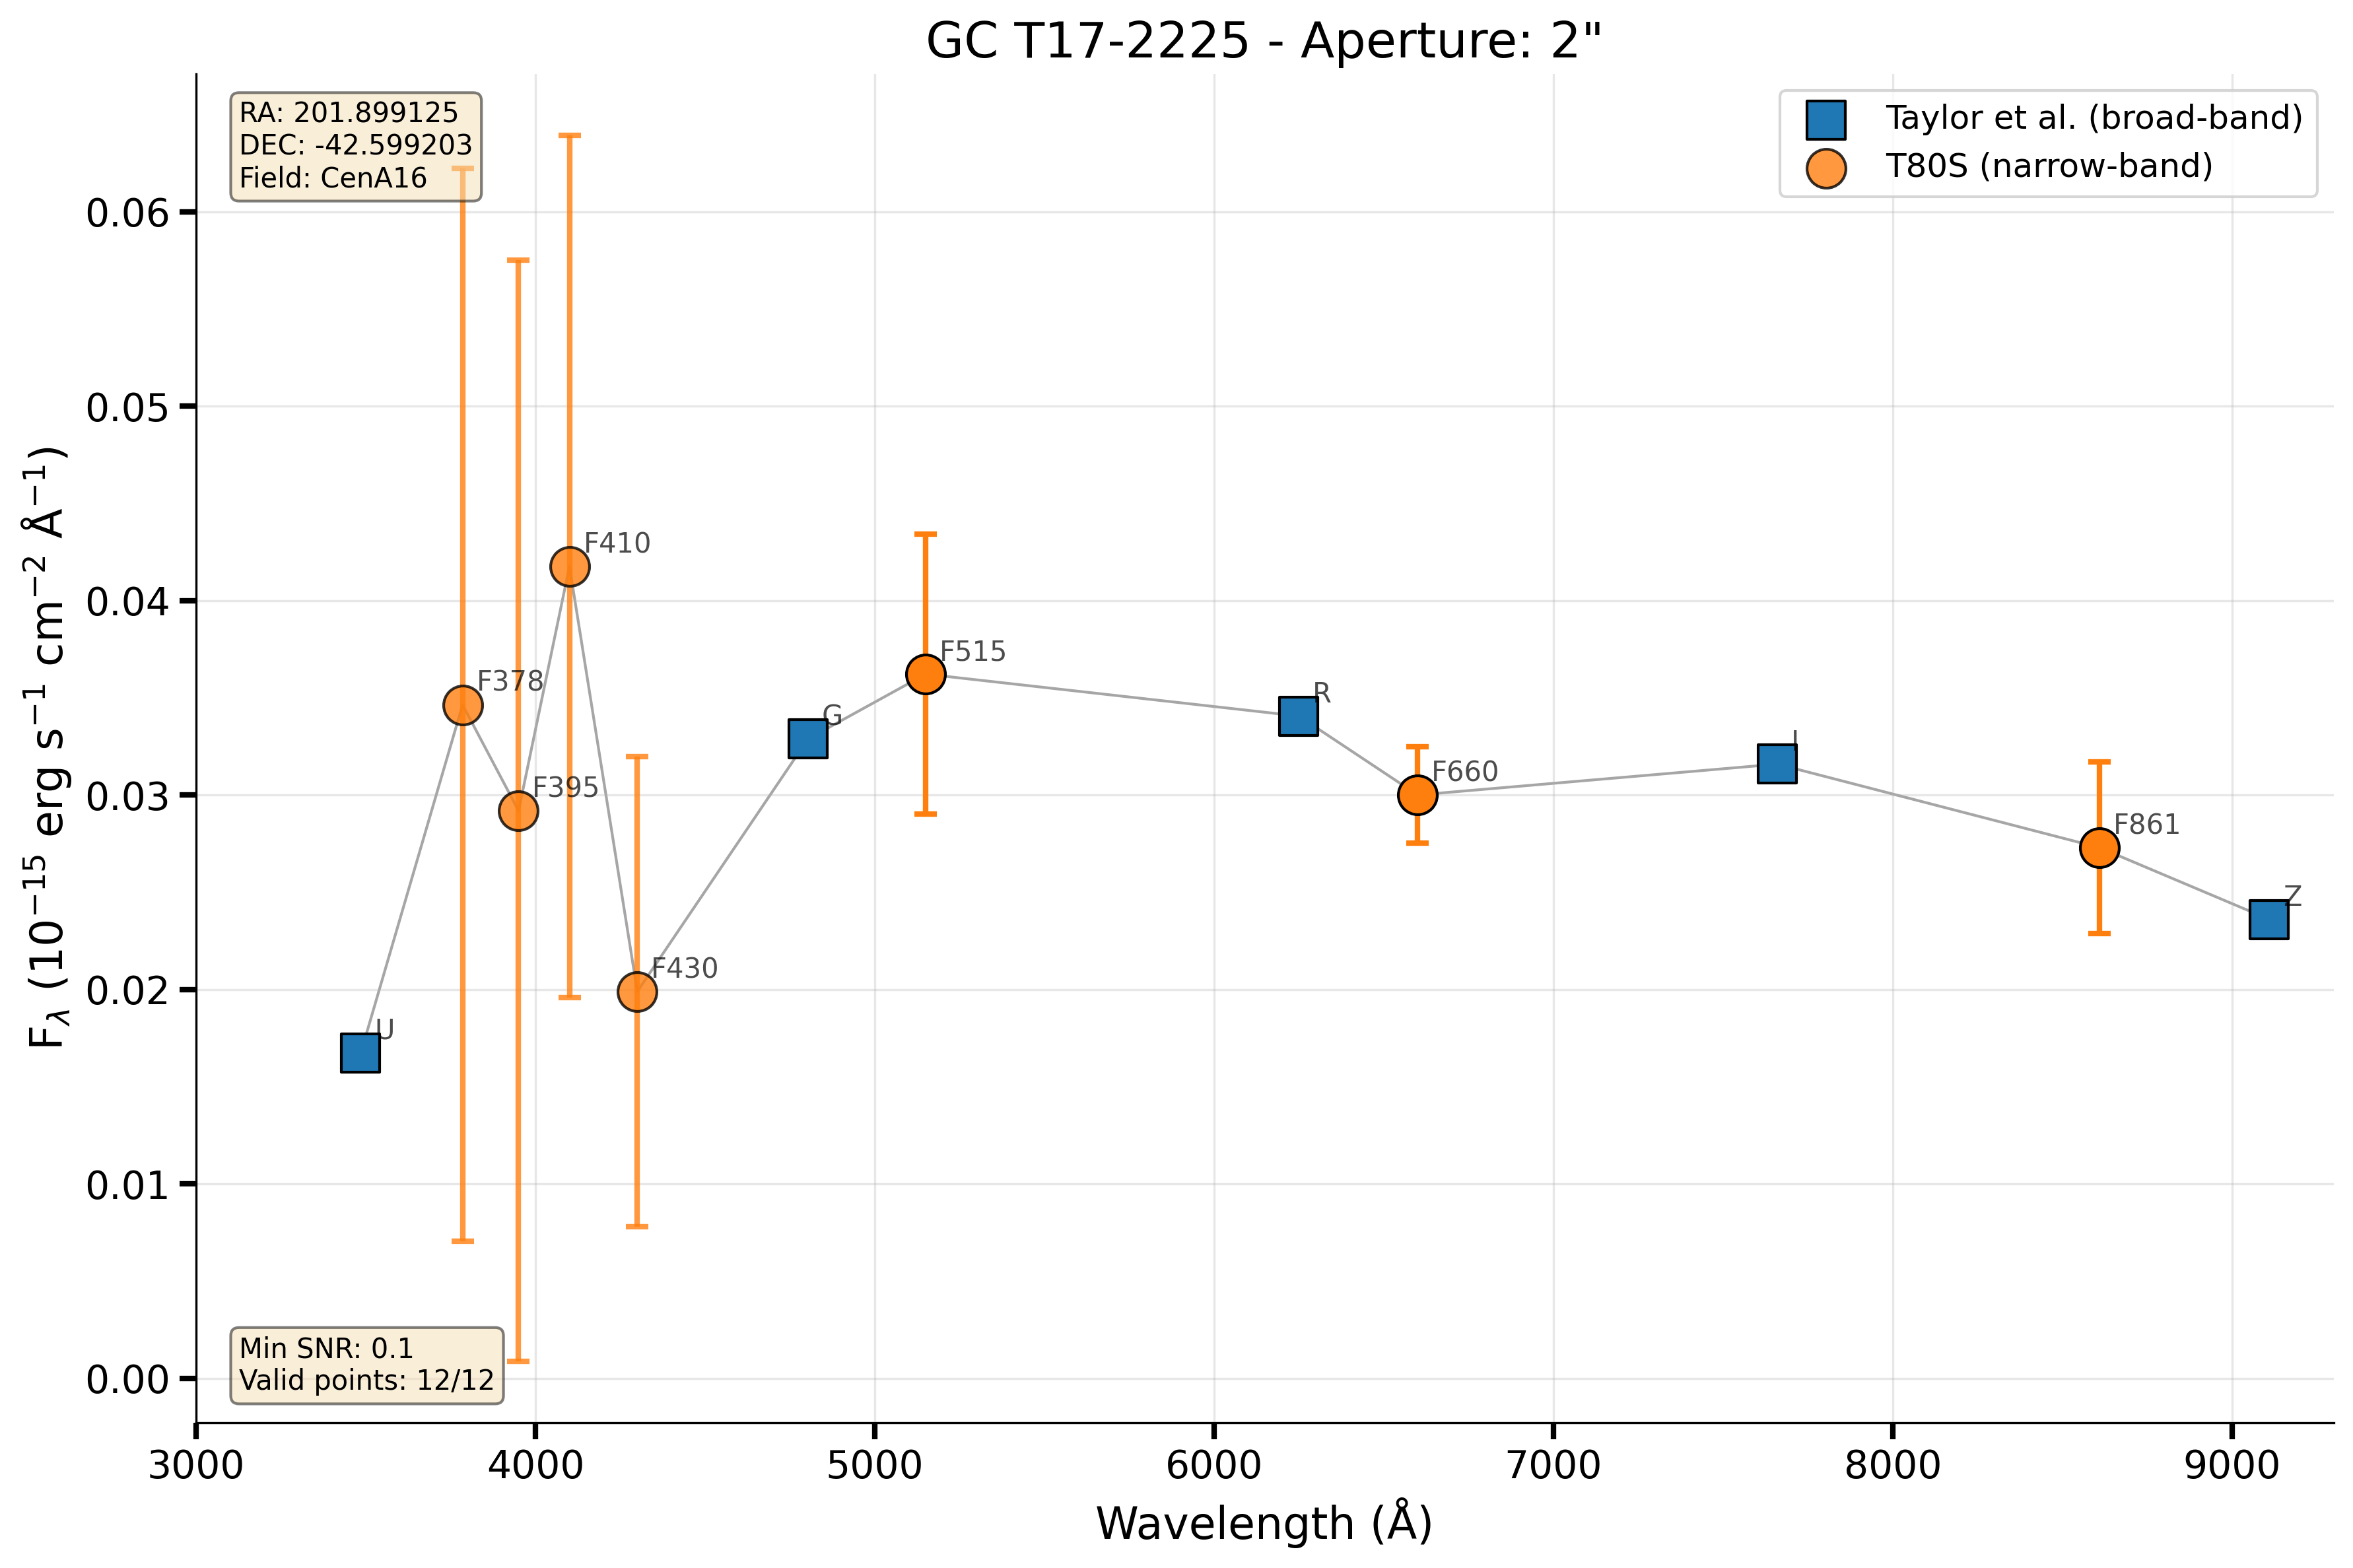 GC T17-2225 - Aperture: 2"
RA: 201.899125
DEC: -42.599203
Field: CenA16
Taylor et al. (broad-band)
T80S (narrow-band)
0.06
0.05
0.04
0.03
0.02
0.01
0.00
F_λ (10⁻¹⁵ erg s⁻¹ cm⁻² Å⁻¹)
U
F378
F395
F410
F430
G
F515
R
F660
I
F861
Z
Min SNR: 0.1
Valid points: 12/12
3000 4000 5000 6000 7000 8000 9000
Wavelength (Å)